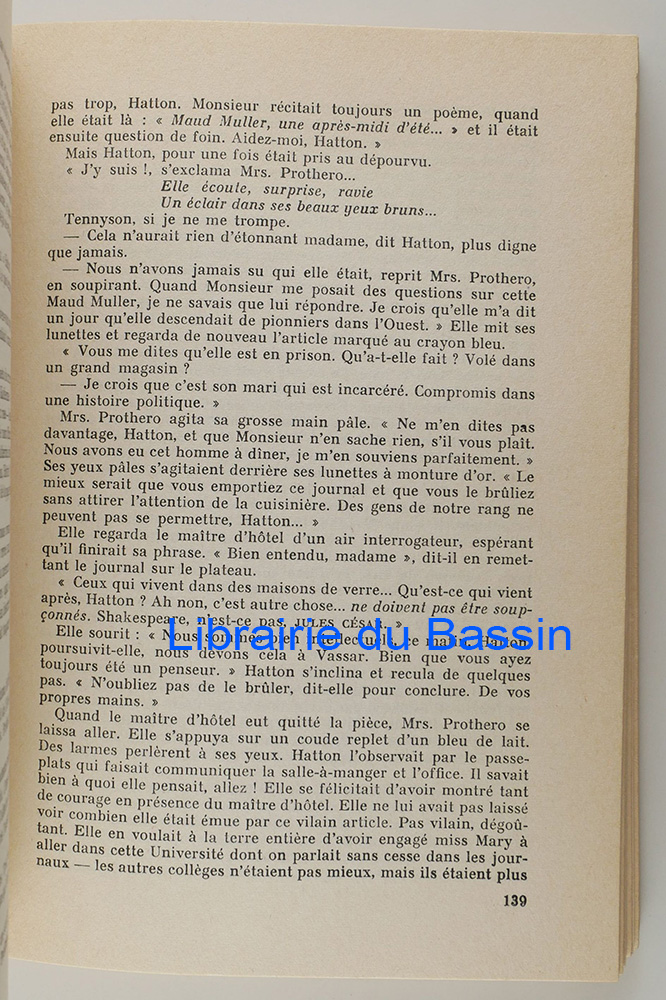 pas trop, Hatton. Monsieur récitait toujours un poème, quand
elle était là : « Maud Muller, une après-midi d'été... » et il était
ensuite question de foin. Aidez-moi, Hatton. »
Mais Hatton, pour une fois était pris au dépourvu.
« J'y suis !, s'exclama Mrs. Prothero...
Elle écoute, surprise, ravie
Un éclair dans ses beaux yeux bruns...
Tennyson, si je ne me trompe.
— Cela n'aurait rien d'étonnant madame, dit Hatton, plus digne
que jamais.
— Nous n'avons jamais su qui elle était, reprit Mrs. Prothero,
en soupirant. Quand Monsieur me posait des questions sur cette
Maud Muller, je ne savais que lui répondre. Je crois qu'elle m'a dit
un jour qu'elle descendait de pionniers dans l'Ouest. » Elle mit ses
lunettes et regarda de nouveau l'article marqué au crayon bleu.
« Vous me dites qu'elle est en prison. Qu'a-t-elle fait ? Volé dans
un grand magasin ?
— Je crois que c'est son mari qui est incarcéré. Compromis dans
une histoire politique. »
Mrs. Prothero agita sa grosse main pâle. « Ne m'en dites pas
davantage, Hatton, et que Monsieur n'en sache rien, s'il vous plaît.
Nous avons eu cet homme à dîner, je m'en souviens parfaitement. »
Ses yeux pâles s'agitaient derrière ses lunettes à monture d'or. « Le
mieux serait que vous emportiez ce journal et que vous le brûliez
sans attirer l'attention de la cuisinière. Des gens de notre rang ne
peuvent pas se permettre, Hatton... »
Elle regarda le maître d'hôtel d'un air interrogateur, espérant
qu'il finirait sa phrase. « Bien entendu, madame », dit-il en remet-
tant le journal sur le plateau.
« Ceux qui vivent dans des maisons de verre... Qu'est-ce qui vient
après, Hatton ? Ah non, c'est autre chose... ne doivent pas être soup-
çonnés. Shakespeare, n'est-ce pas, JULES CÉSAR. »
Elle sourit : « Nous sommes bien intellectuels, ce matin, Hatton,
poursuivit-elle, nous devons cela à Vassar. Bien que vous ayez
toujours été un penseur. » Hatton s'inclina et recula de quelques
pas. « N'oubliez pas de le brûler, dit-elle pour conclure. De vos
propres mains. »
Quand le maître d'hôtel eut quitté la pièce, Mrs. Prothero se
laissa aller. Elle s'appuya sur un coude replet d'un bleu de lait.
Des larmes perlèrent à ses yeux. Hatton l'observait par le passe-
plats qui faisait communiquer la salle-à-manger et l'office. Il savait
bien à quoi elle pensait, allez ! Elle se félicitait d'avoir montré tant
de courage en présence du maître d'hôtel. Elle ne lui avait pas laissé
voir combien elle était émue par ce vilain article. Pas vilain, dégoû-
tant. Elle en voulait à la terre entière d'avoir engagé miss Mary à
aller dans cette Université dont on parlait sans cesse dans les jour-
naux — les autres collèges n'étaient pas mieux, mais ils étaient plus
139
Librairie du Bassin